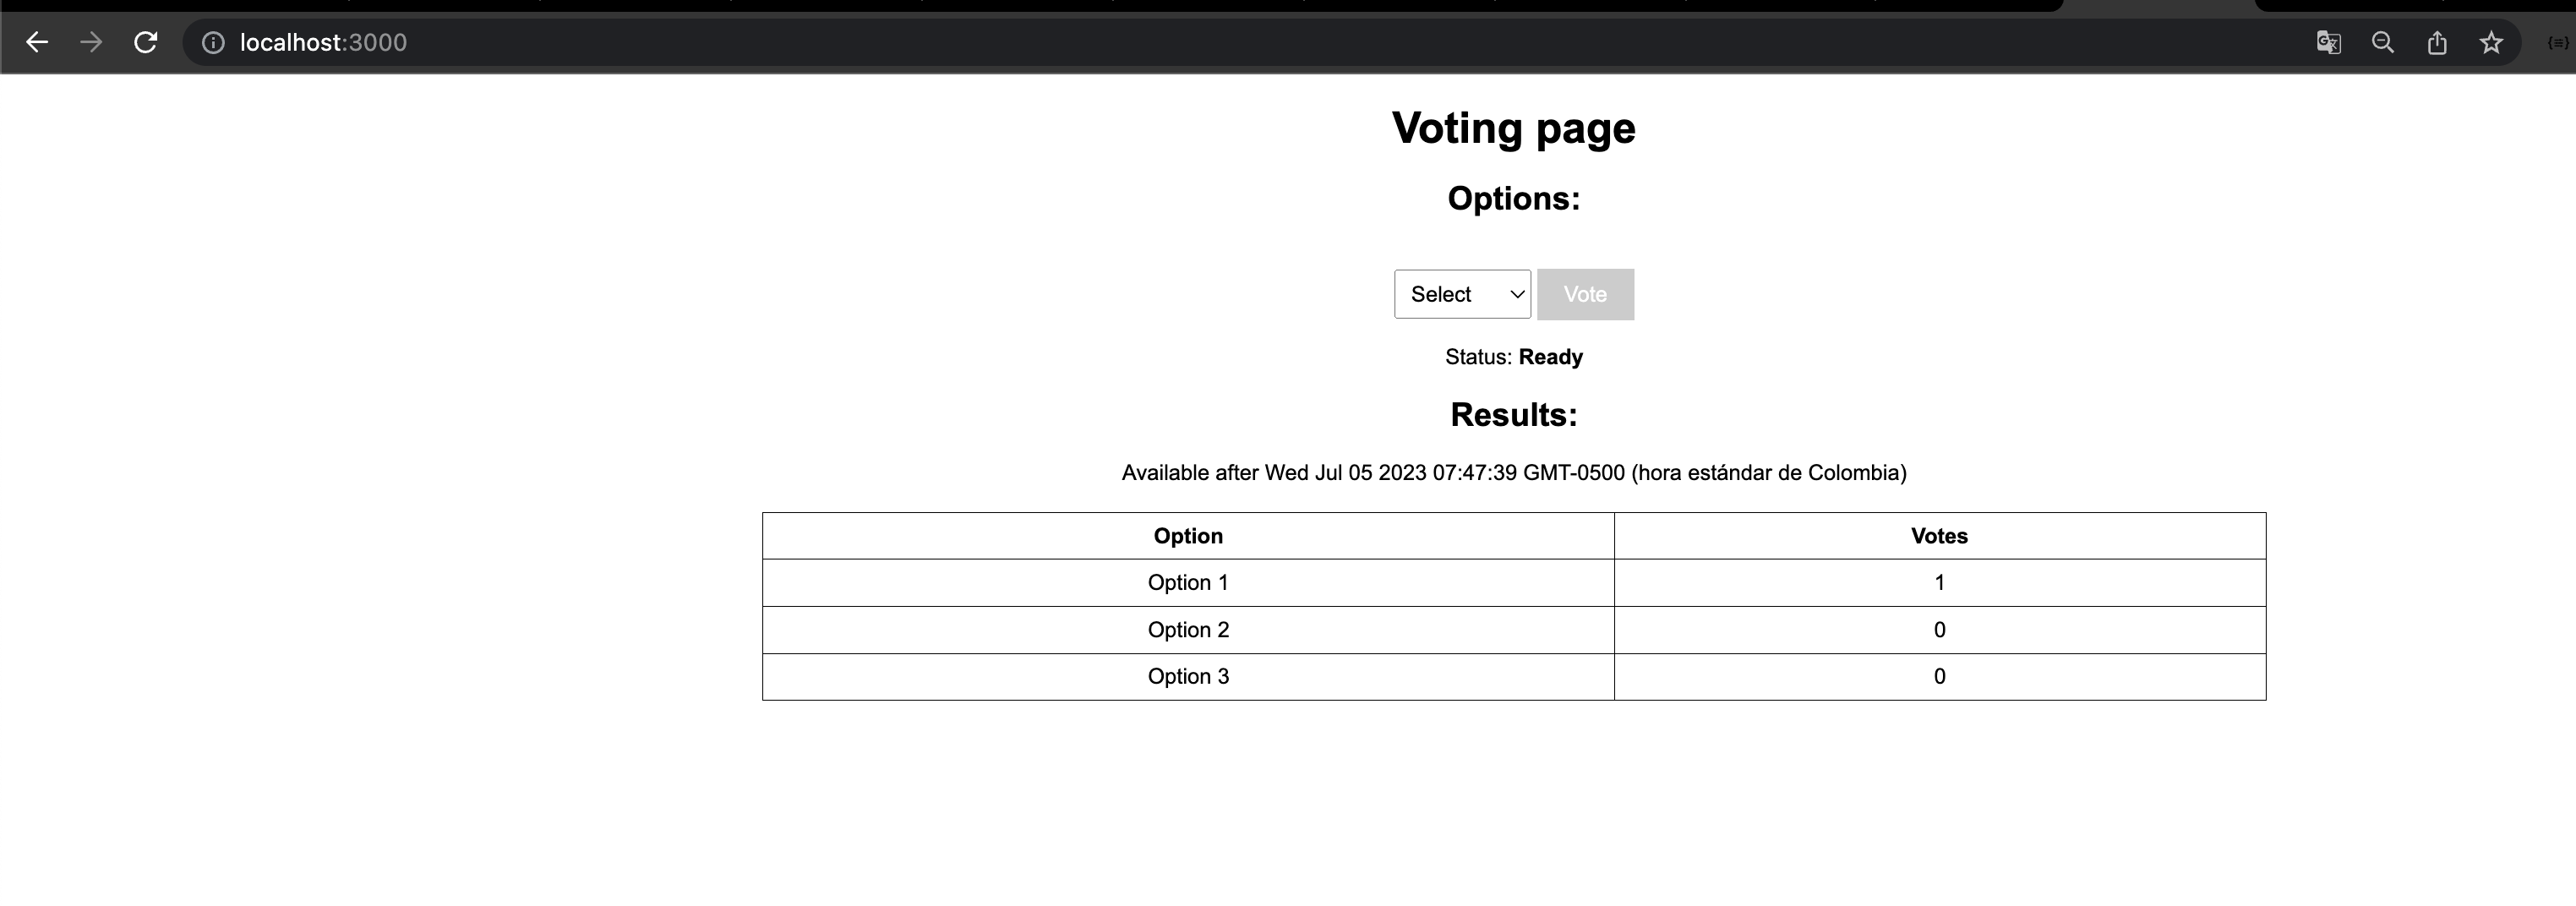 localhost:3000
Voting page
Options:
Select Vote
Status: Ready
Results:
Available after Wed Jul 05 2023 07:47:39 GMT-0500 (hora estándar de Colombia)
Option Votes
Option 1 1
Option 2 0
Option 3 0